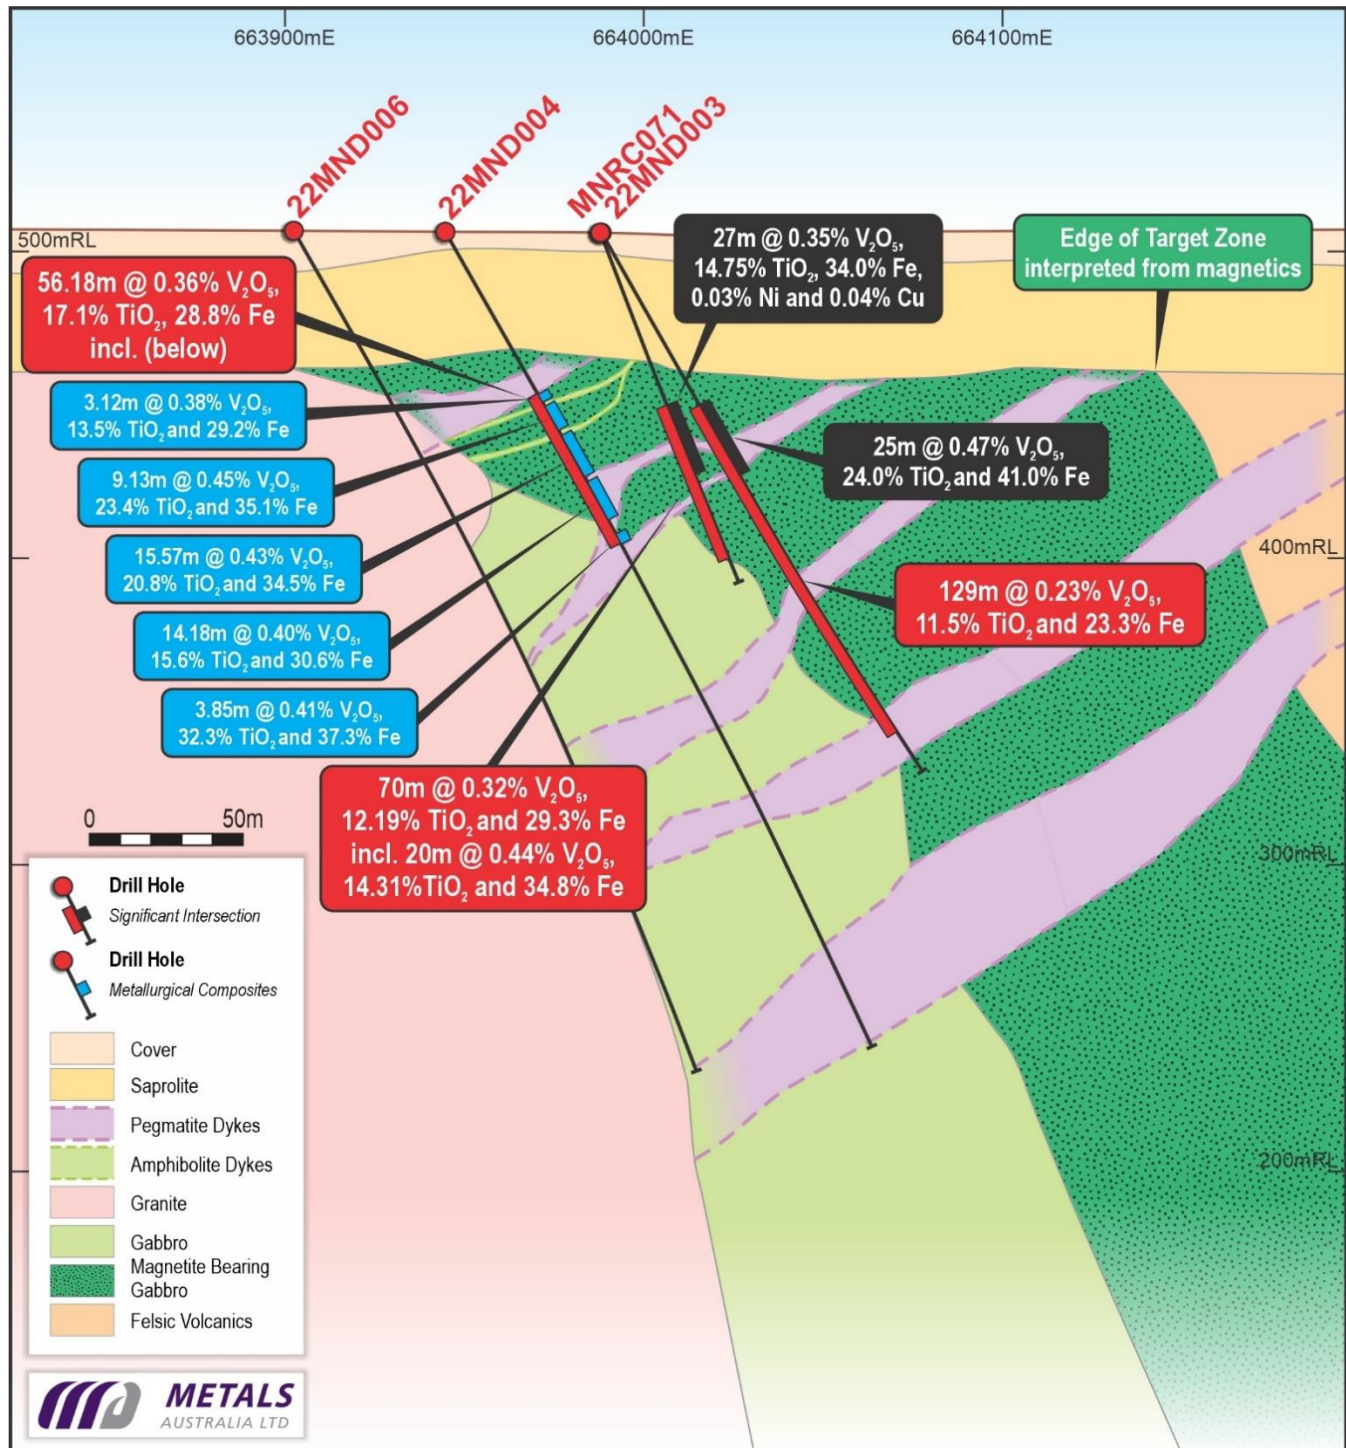 663900mE
664000mE
664100mE
22MND006
22MND004
MNRC071
22MND003
500mRL
56.18m @ 0.36% V₂O₅,
17.1% TiO₂, 28.8% Fe
incl. (below)
27m @ 0.35% V₂O₅,
14.75% TiO₂, 34.0% Fe,
0.03% Ni and 0.04% Cu
Edge of Target Zone
interpreted from magnetics
3.12m @ 0.38% V₂O₅,
13.5% TiO₂ and 29.2% Fe
9.13m @ 0.45% V₂O₅,
23.4% TiO₂ and 35.1% Fe
25m @ 0.47% V₂O₅,
24.0% TiO₂ and 41.0% Fe
15.57m @ 0.43% V₂O₅,
20.8% TiO₂ and 34.5% Fe
400mRL
129m @ 0.23% V₂O₅,
11.5% TiO₂ and 23.3% Fe
14.18m @ 0.40% V₂O₅,
15.6% TiO₂ and 30.6% Fe
3.85m @ 0.41% V₂O₅,
32.3% TiO₂ and 37.3% Fe
70m @ 0.32% V₂O₅,
12.19% TiO₂ and 29.3% Fe
incl. 20m @ 0.44% V₂O₅,
14.31%TiO₂ and 34.8% Fe
0 50m
300mRL
Drill Hole
Significant Intersection
Drill Hole
Metallurgical Composites
Cover
Saprolite
Pegmatite Dykes
Amphibolite Dykes
Granite
Gabbro
Magnetite Bearing
Gabbro
Felsic Volcanics
200mRL
METALS
AUSTRALIA LTD